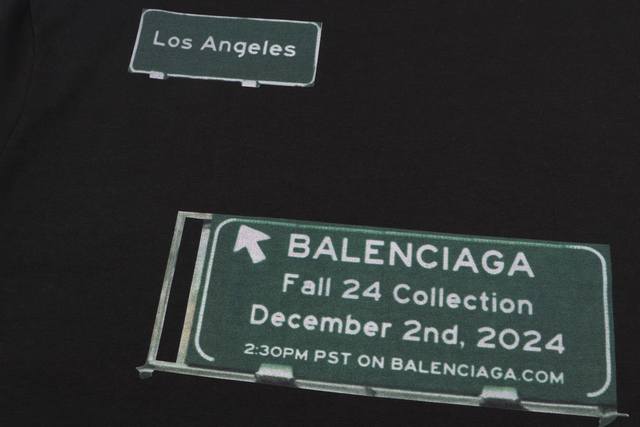 Los Angeles
BALENCIAGA
Fall 24 Collection
December 2nd, 2024
2:30PM PST ON BALENCIAGA.COM